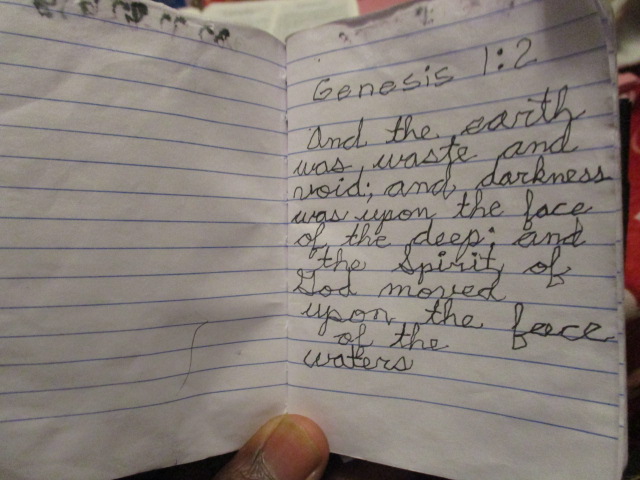 Genesis 1:2
And the earth
was waste and
void; and darkness
was upon the face
of the deep; and
the Spirit of
God moved
upon the face
of the
waters